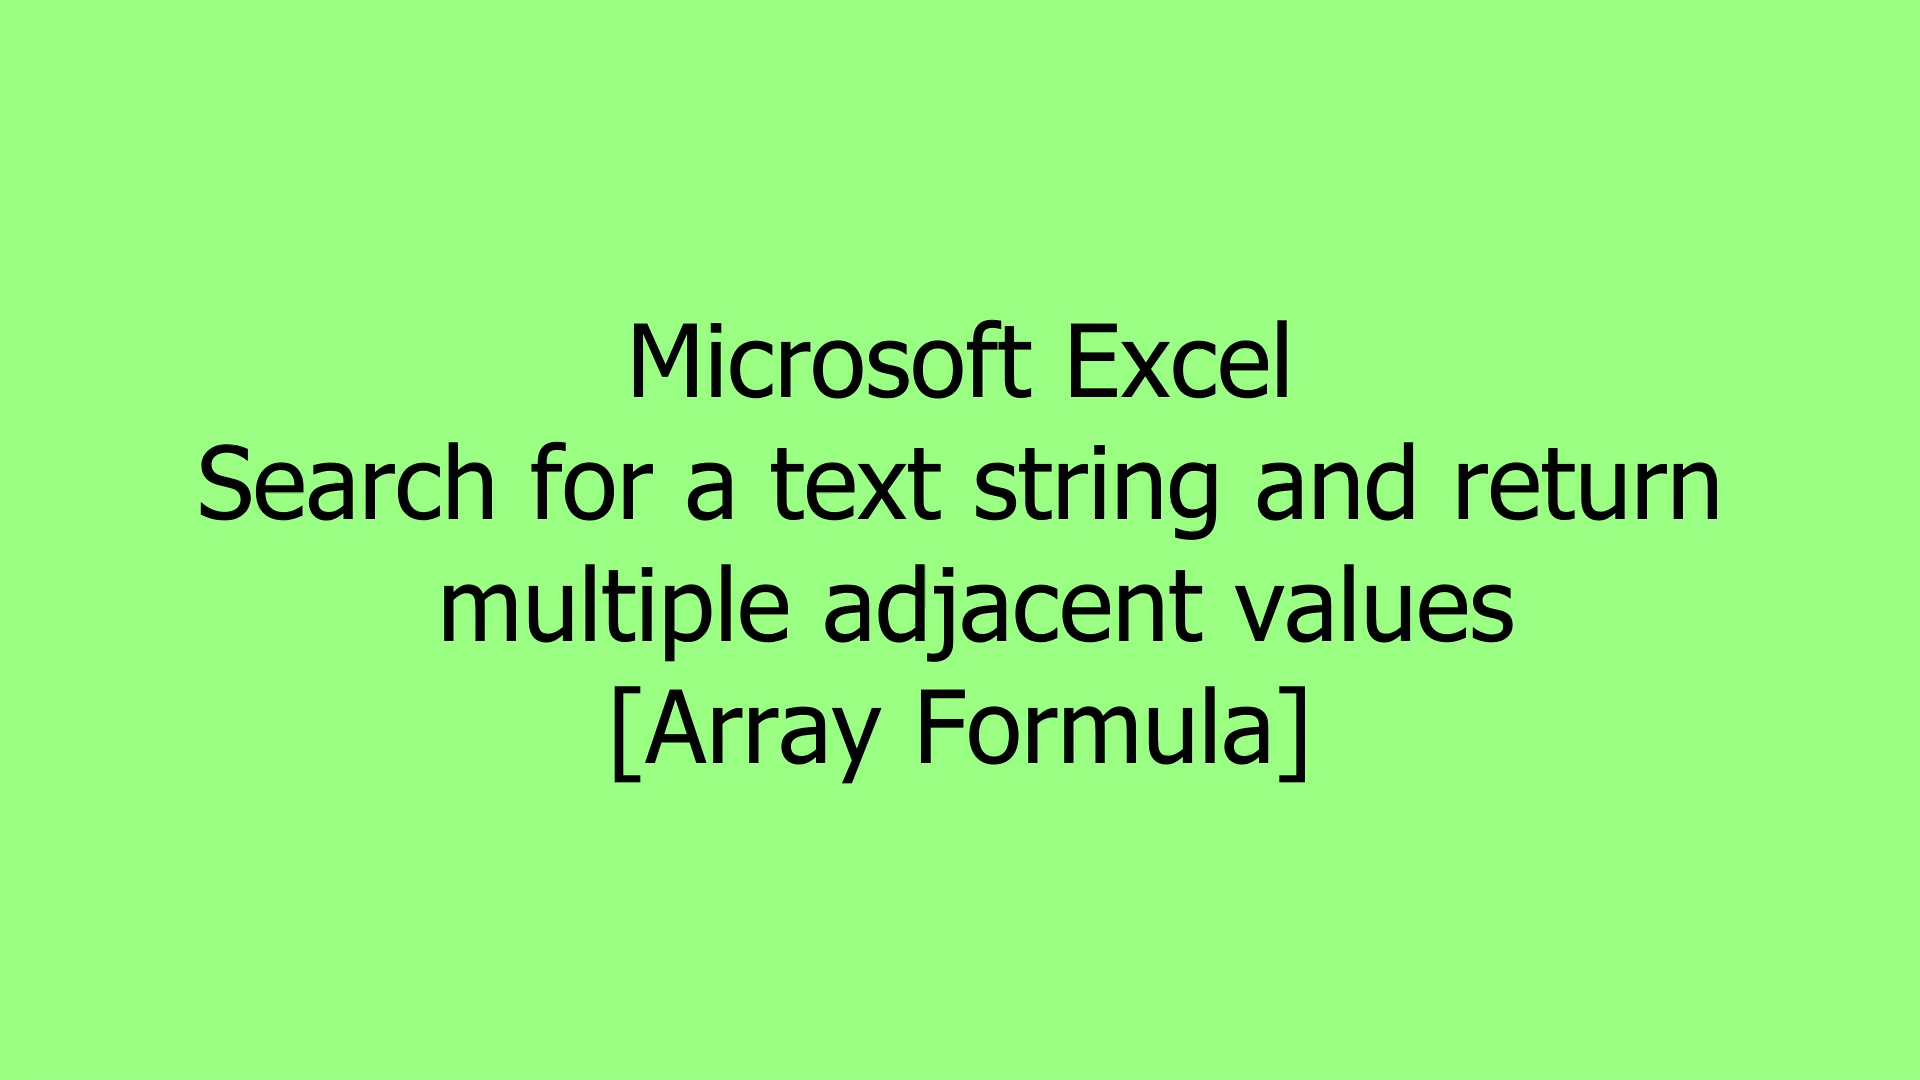 Microsoft Excel
Search for a text string and return
multiple adjacent values
[Array Formula]